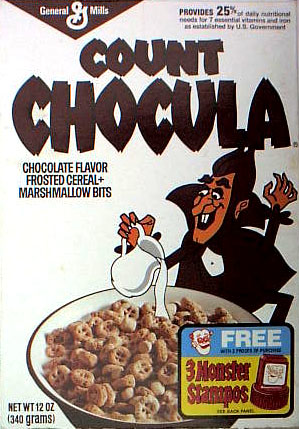 General Mills
PROVIDES 25% of daily nutritional
needs for 7 essential vitamins and iron
as established by U.S. Government
COUNT
CHOCULA®
CHOCOLATE FLAVOR
FROSTED CEREAL+
MARSHMALLOW BITS
FREE
WITH 2 PROOFS OF PURCHASE
3 Monster
Stampos
SEE BACK PANEL
NET WT 12 OZ
(340 grams)